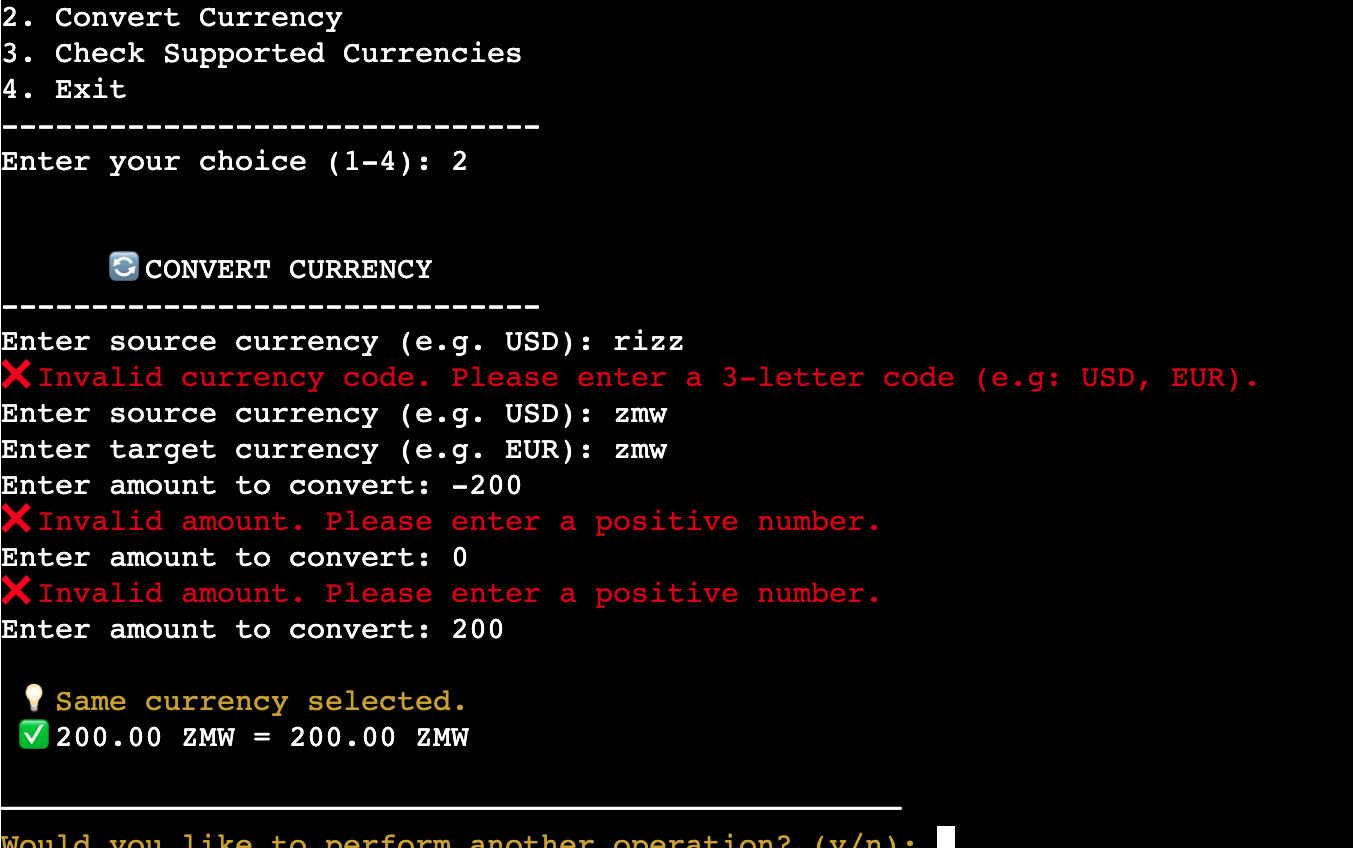 2. Convert Currency
3. Check Supported Currencies
4. Exit
------------------------------
Enter your choice (1-4): 2
🔄 CONVERT CURRENCY
------------------------------
Enter source currency (e.g. USD): rizz
❌ Invalid currency code. Please enter a 3-letter code (e.g: USD, EUR).
Enter source currency (e.g. USD): zmw
Enter target currency (e.g. EUR): zmw
Enter amount to convert: -200
❌ Invalid amount. Please enter a positive number.
Enter amount to convert: 0
❌ Invalid amount. Please enter a positive number.
Enter amount to convert: 200
💡 Same currency selected.
✅ 200.00 ZMW = 200.00 ZMW
__________________________________________________
Would you like to perform another operation? (y/n):